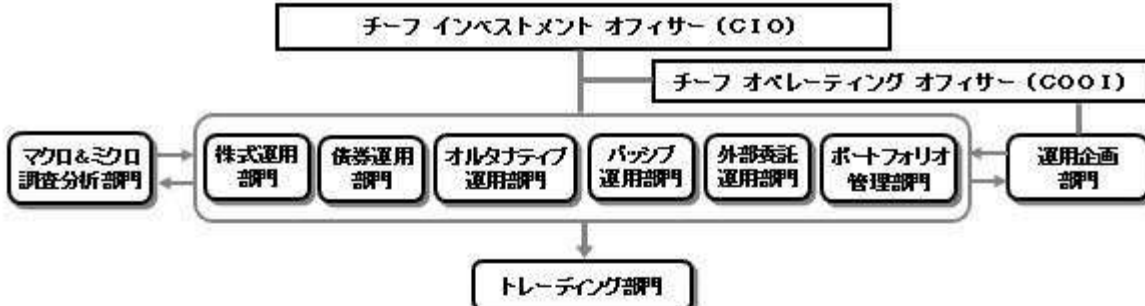 チーフ インベストメント オフィサー (CIO)
チーフ オペレーティング オフィサー (COOI)
マクロ&ミクロ
調査分析部門
株式運用
部門
債券運用
部門
オルタナティブ
運用部門
パッシブ
運用部門
外部委託
運用部門
ポートフォリオ
管理部門
運用企画
部門
トレーディング部門